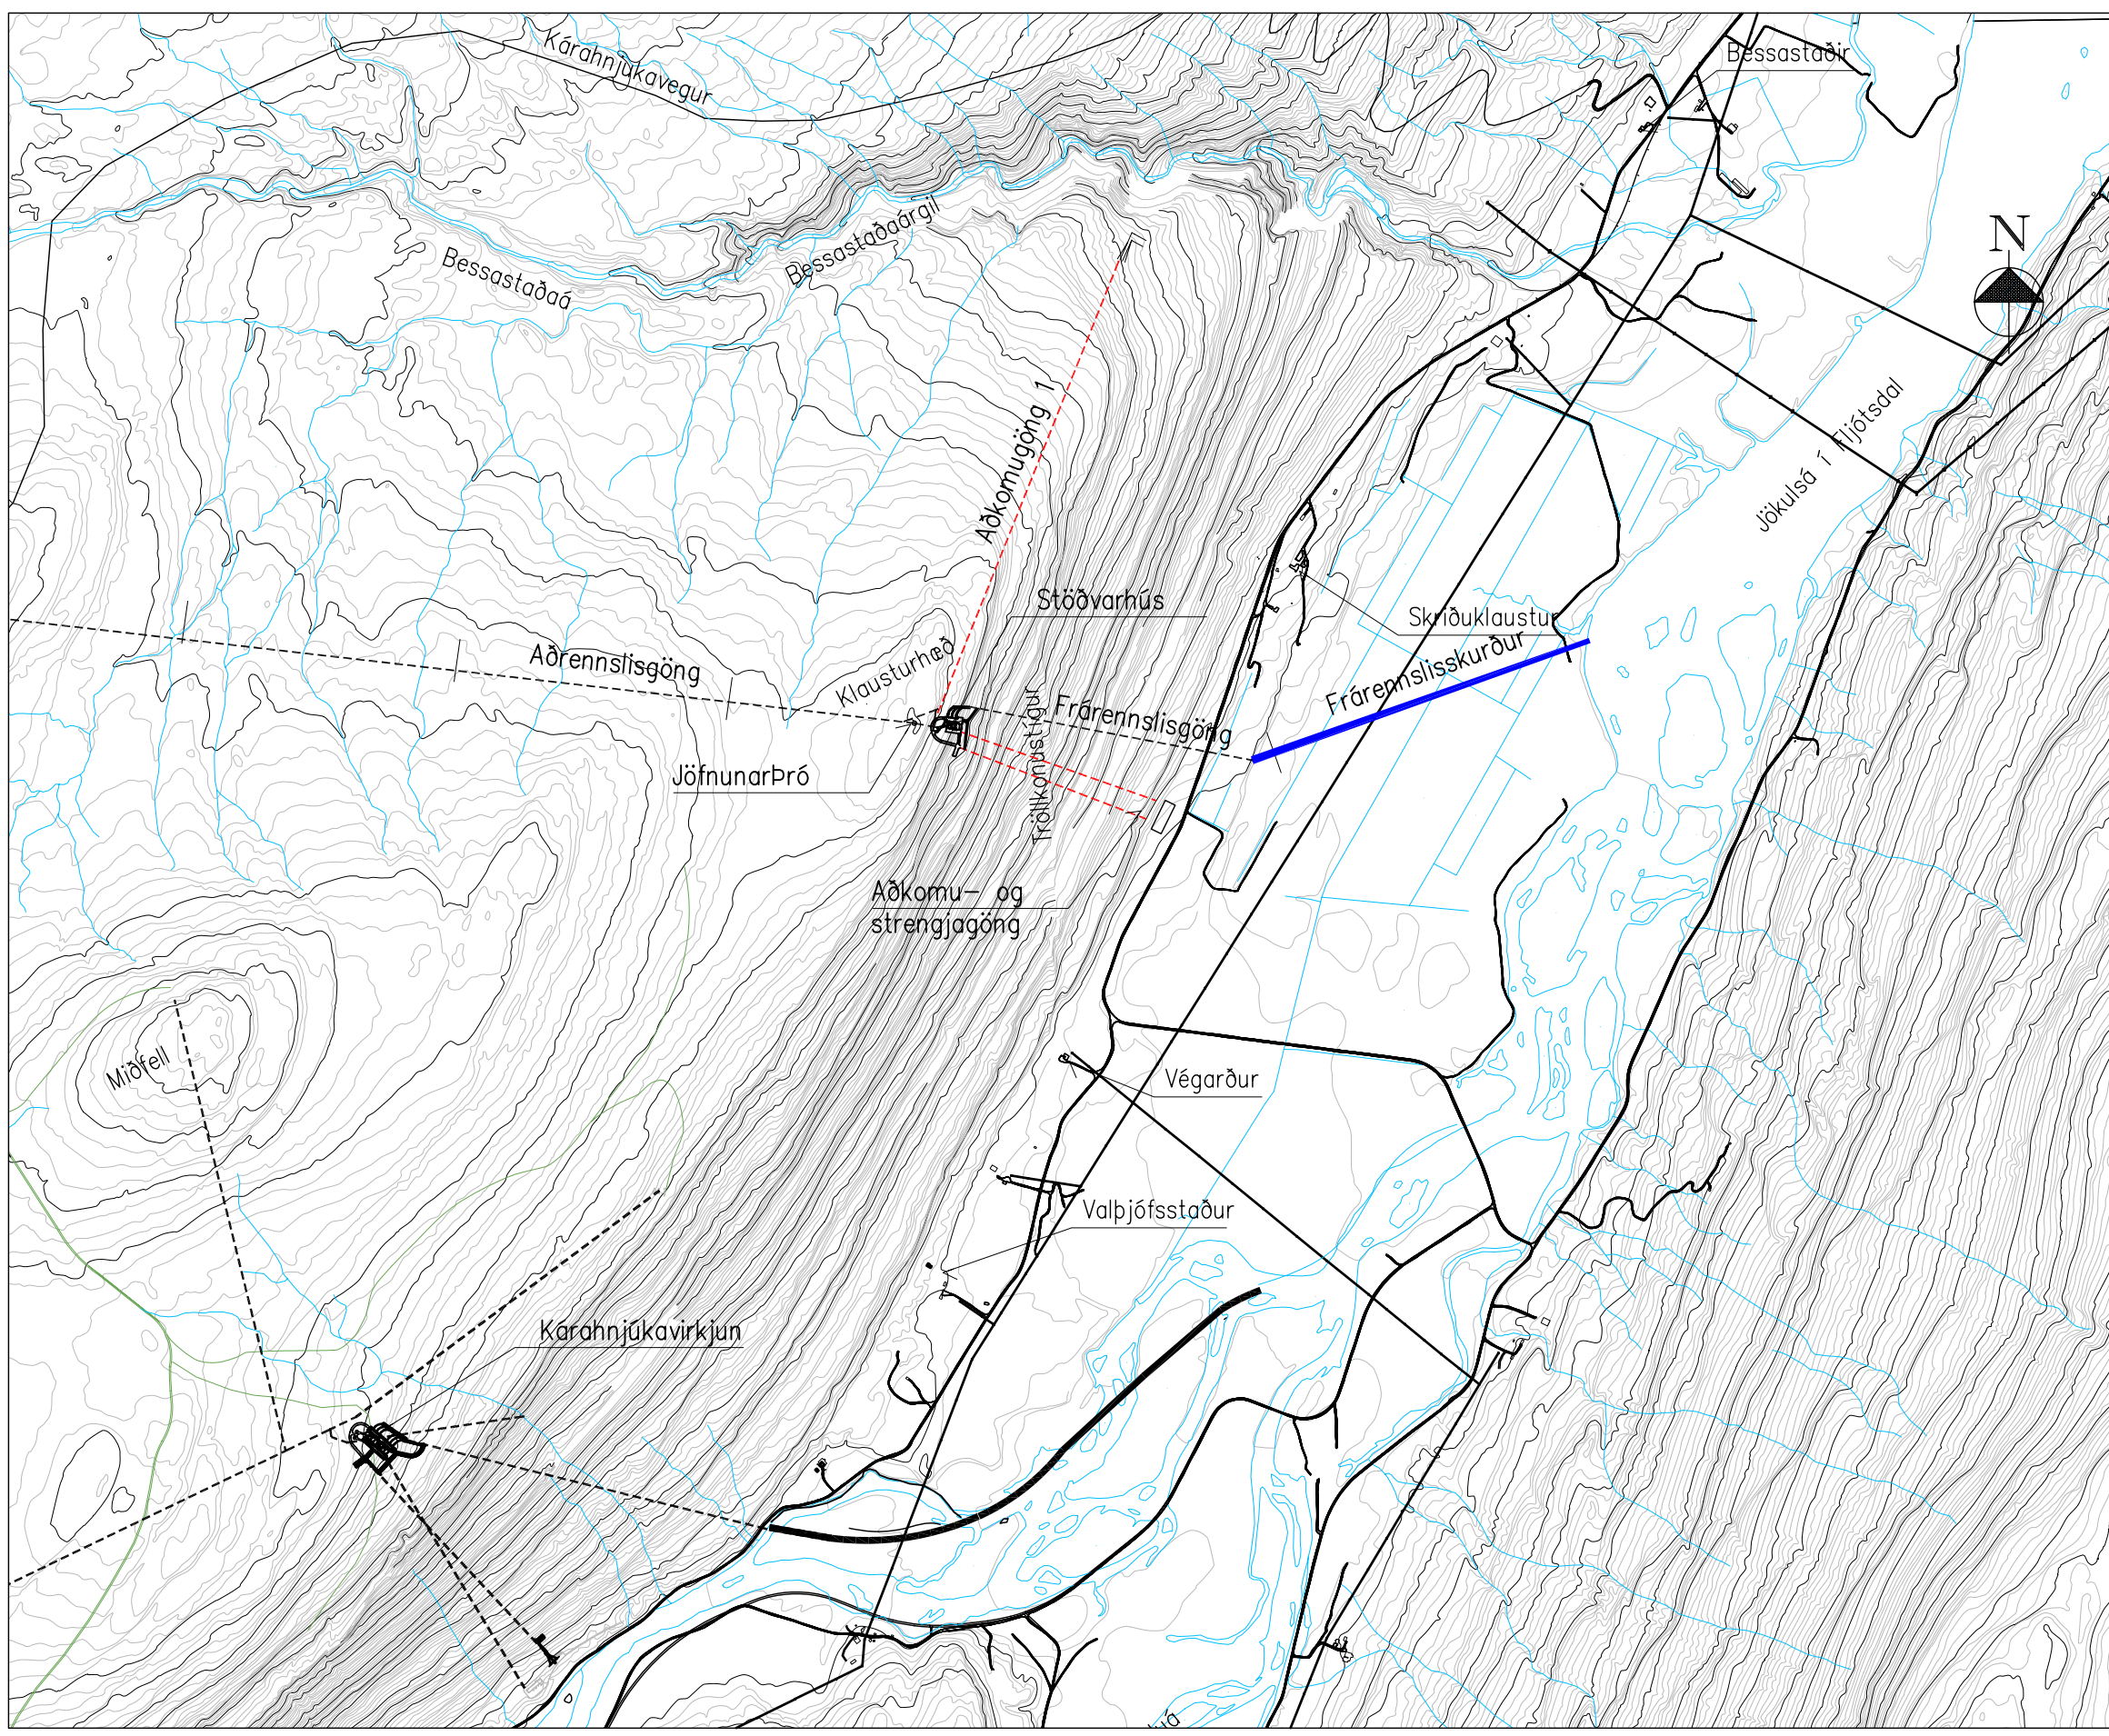 Kárahnjúkavegur
Bessastaðir
N
Bessastaðaárgil
Bessastaðaá
Aðkomugöng 1
Jökulsá í Fljótsdal
Stöðvarhús
Skriðuklaustur
Aðrennslisgöng
Klausturhæð
Frárennslisskurður
Frárennslisgöng
Tröllkonustígur
JöfnunarÞró
Aðkomu– og
strengjagöng
Miðfell
Végarður
Valþjófsstaður
Kárahnjúkavirkjun